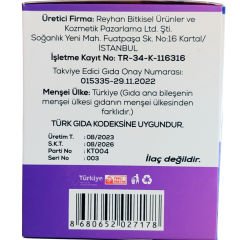 Üretici Firma: Reyhan Bitkisel Ürünler ve
Kozmetik Pazarlama Ltd. Şti.
Soğanlık Yeni Mah. Fuatpaşa Sk. No:16 Kartal/
İSTANBUL
İşletme Kayıt No: TR-34-K-116316
Takviye Edici Gıda Onay Numarası:
015335-29.11.2022
Menşei Ülke: Türkiye (Gıda ana bileşenin
menşei ülkesi gıdanın menşei ülkesinden
farklıdır.)
TÜRK GIDA KODEKSİNE UYGUNDUR.
Üretim T. : 08/2023
S.K.T : 08/2026
Parti No : KT004
Seri No : 003
İlaç değildir.
Türkiye
8 680652 027178